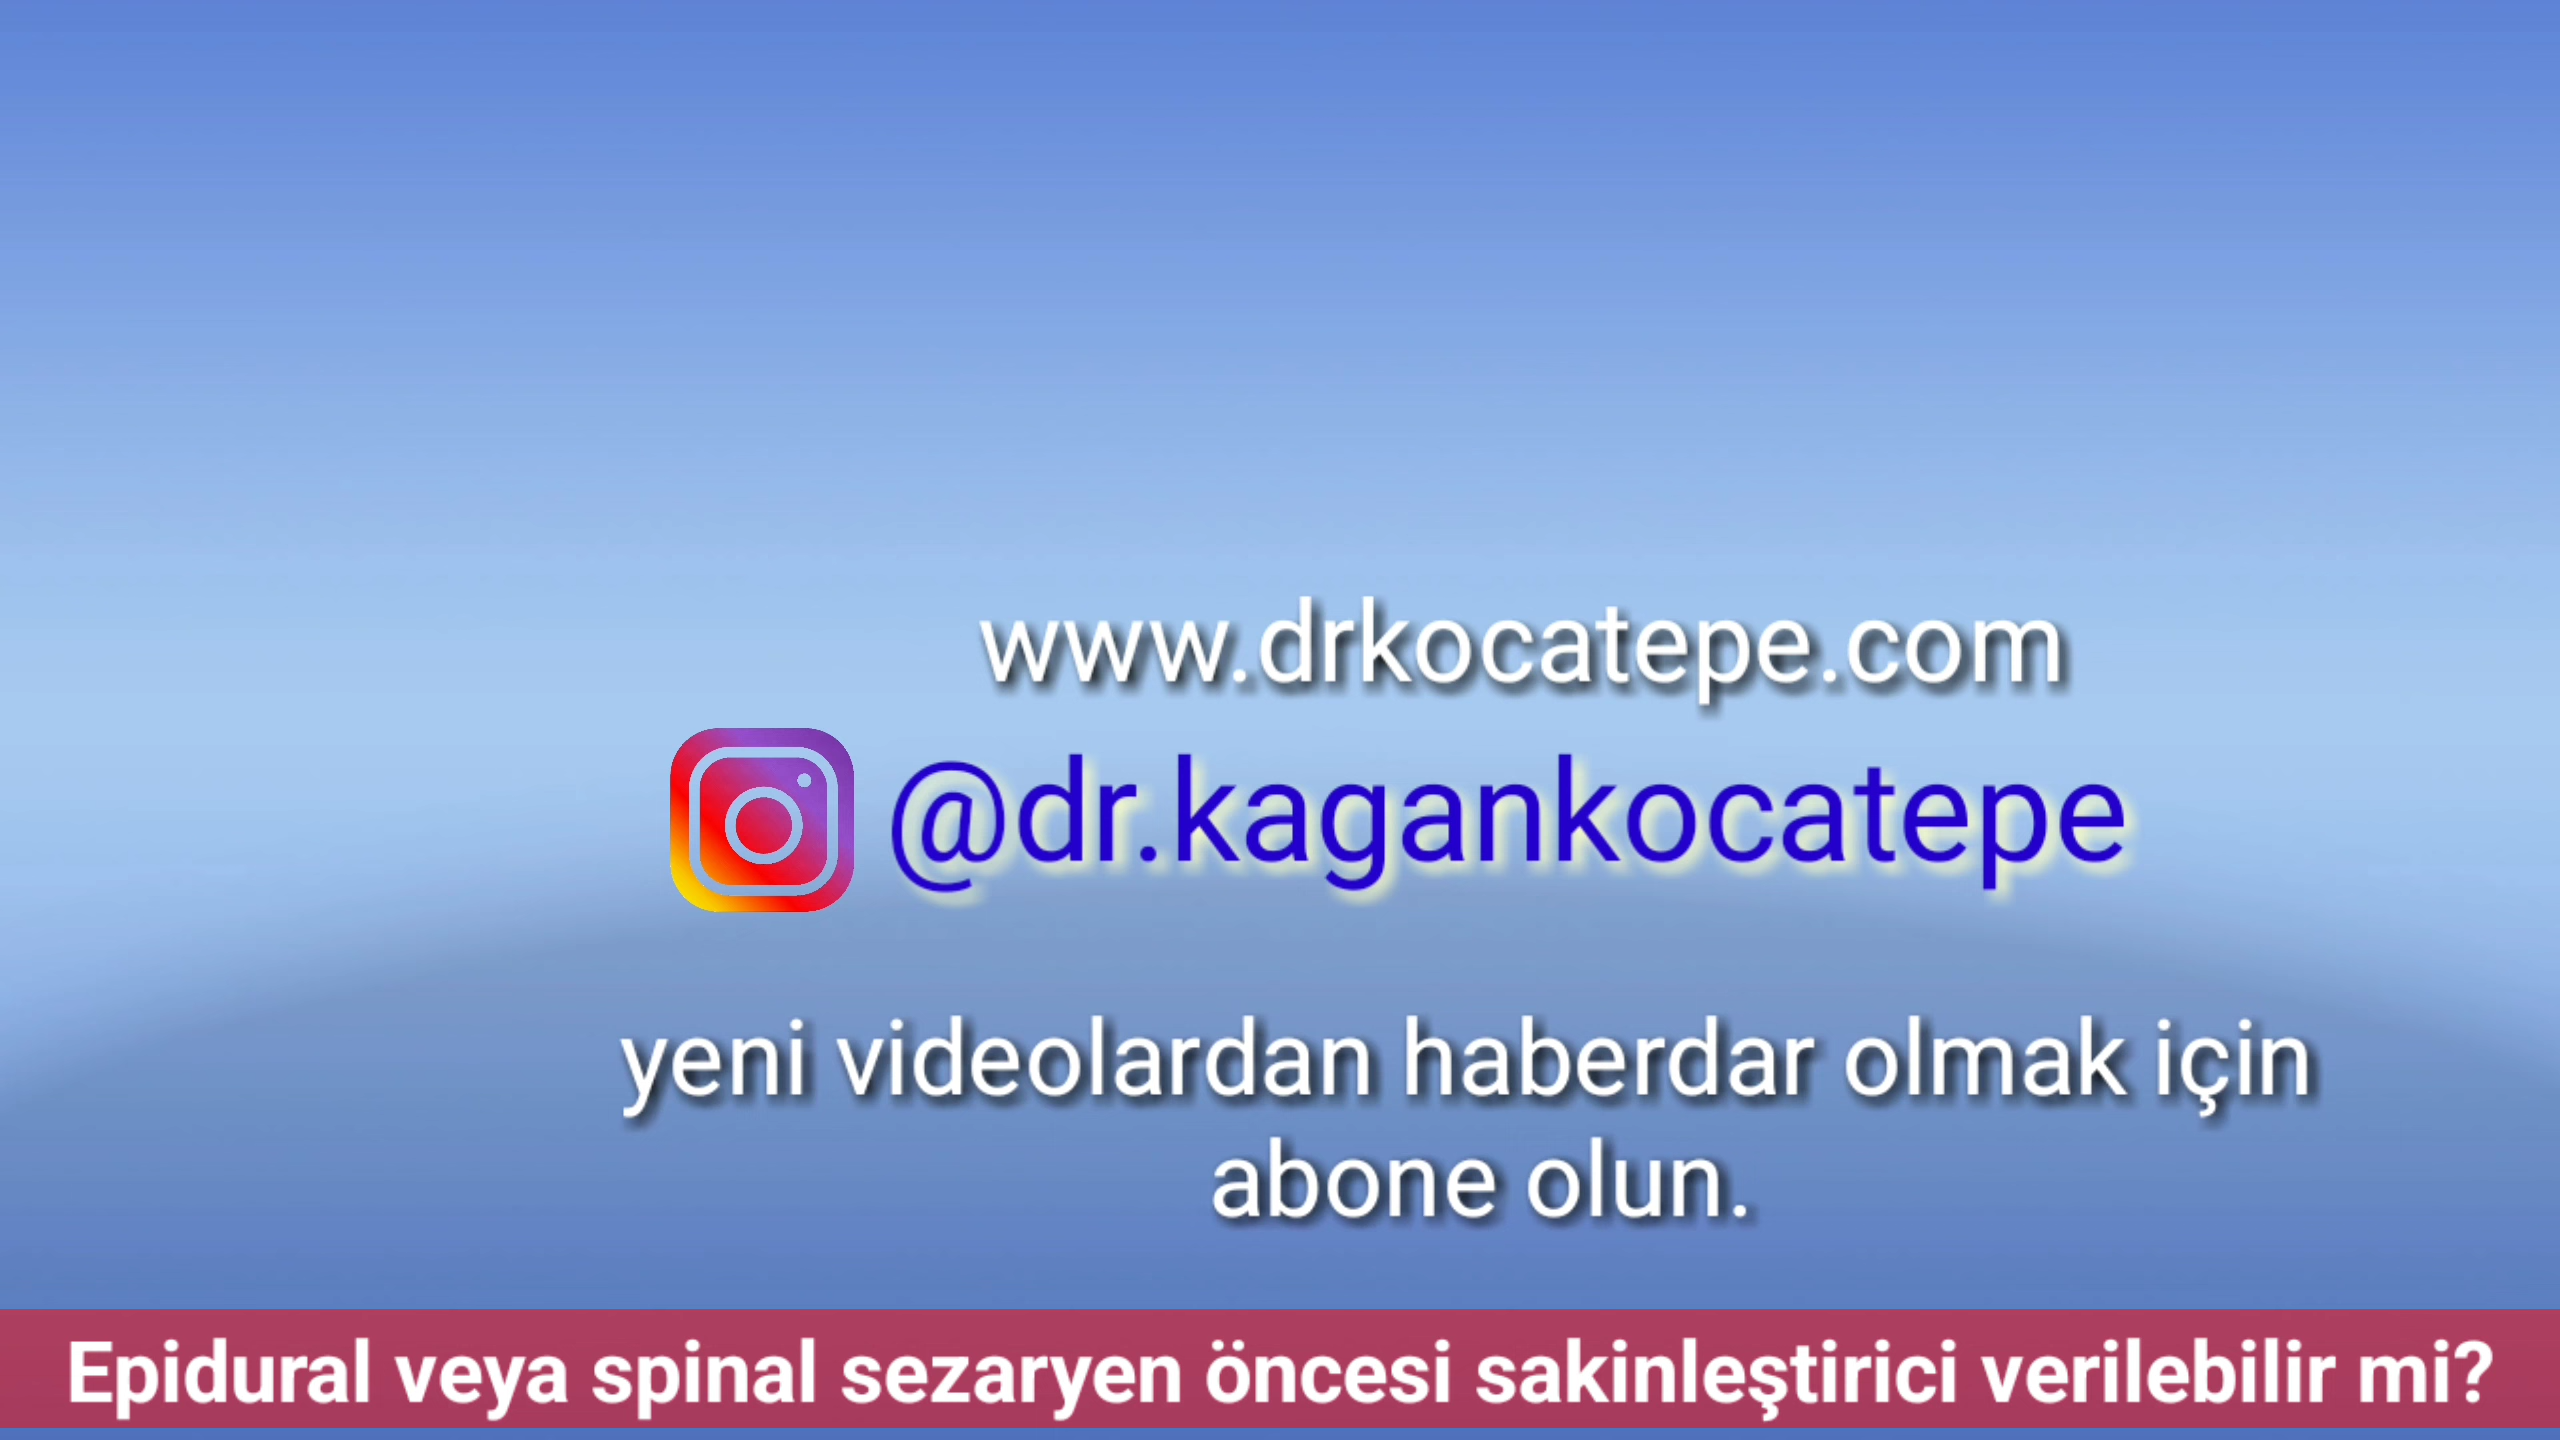 www.drkocatepe.com
@dr.kagankocatepe
yeni videolardan haberdar olmak için
abone olun.
Epidural veya spinal sezaryen öncesi sakinleştirici verilebilir mi?